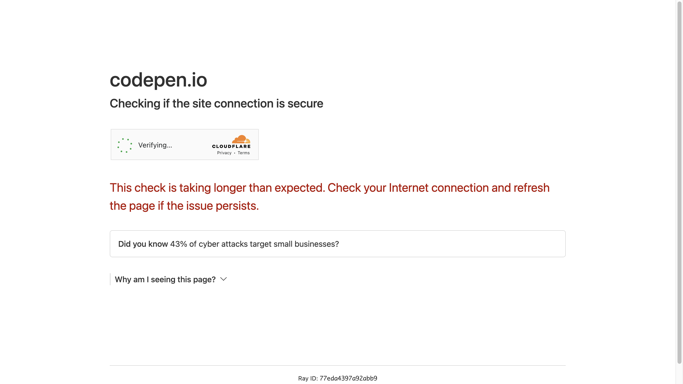 codepen.io
Checking if the site connection is secure
Verifying...
CLOUDFLARE
Privacy • Terms
This check is taking longer than expected. Check your Internet connection and refresh
the page if the issue persists.
Did you know 43% of cyber attacks target small businesses?
Why am I seeing this page?
Ray ID: 77eda4397a92abb9